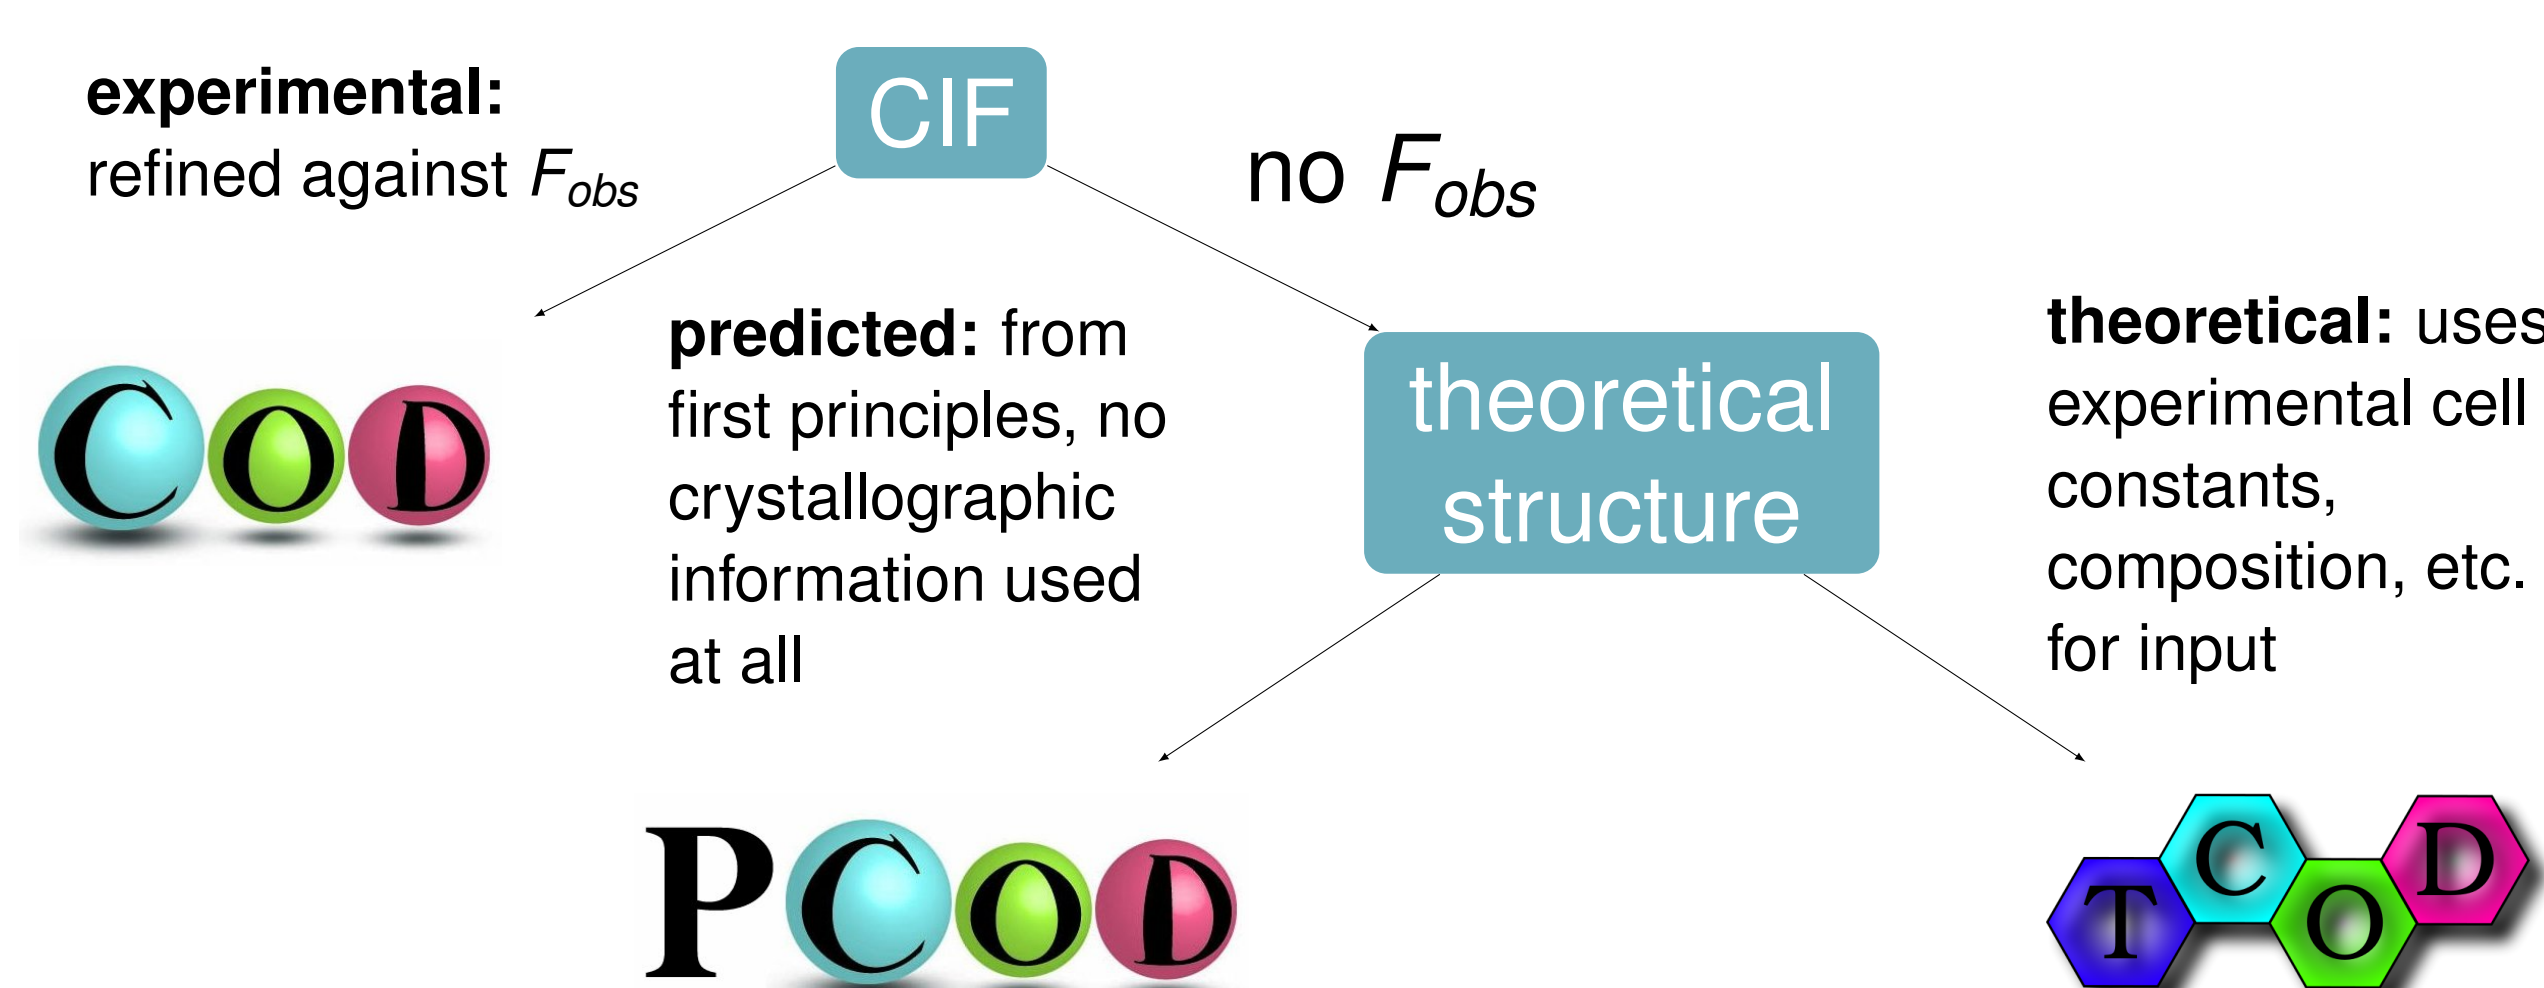 experimental:
refined against Fobs
CIF
no Fobs
COD
predicted: from
first principles, no
crystallographic
information used
at all
theoretical
structure
theoretical: uses
experimental cell
constants,
composition, etc.
for input
PCOD
TCOD